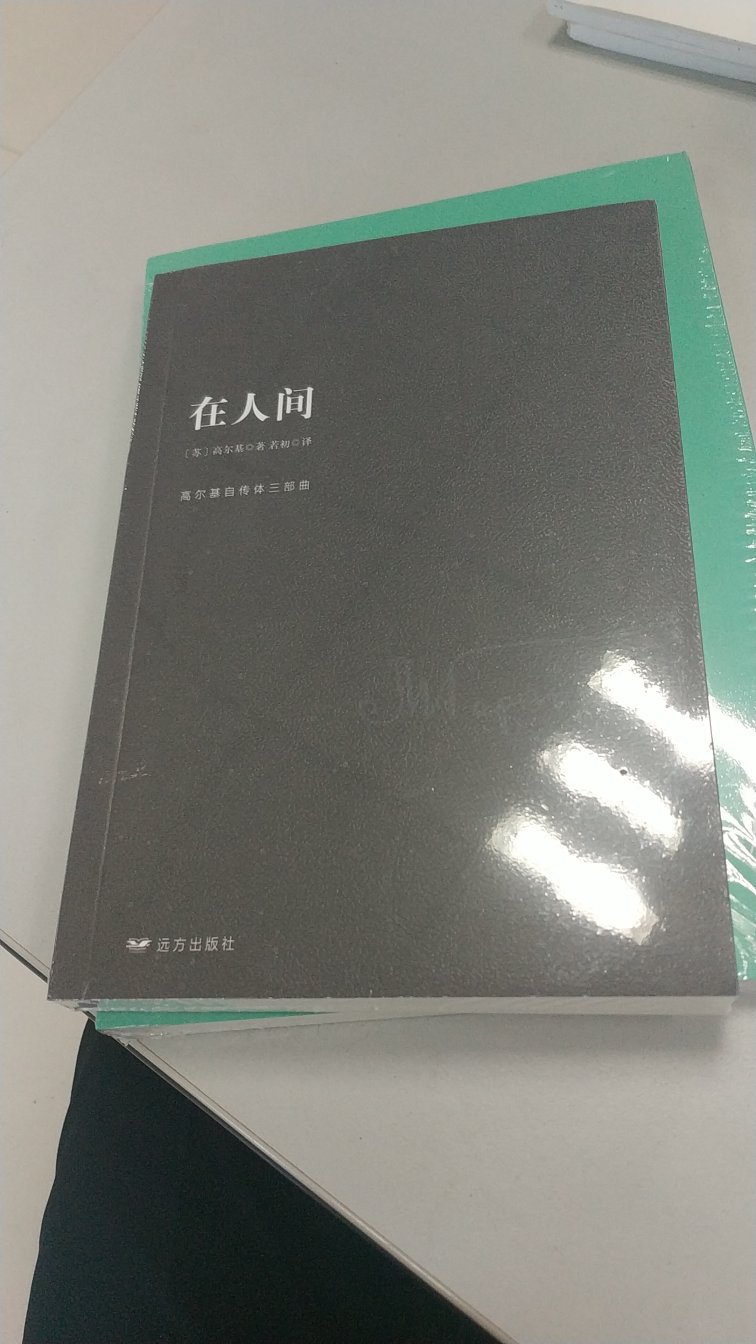 在人间
〔苏〕高尔基◎著 若初◎译
高尔基自传体三部曲
远方出版社